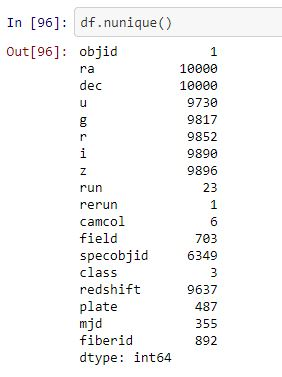 In [96]: df.nunique()
Out[96]: objid 1
ra 10000
dec 10000
u 9730
g 9817
r 9852
i 9890
z 9896
run 23
rerun 1
camcol 6
field 703
specobjid 6349
class 3
redshift 9637
plate 487
mjd 355
fiberid 892
dtype: int64